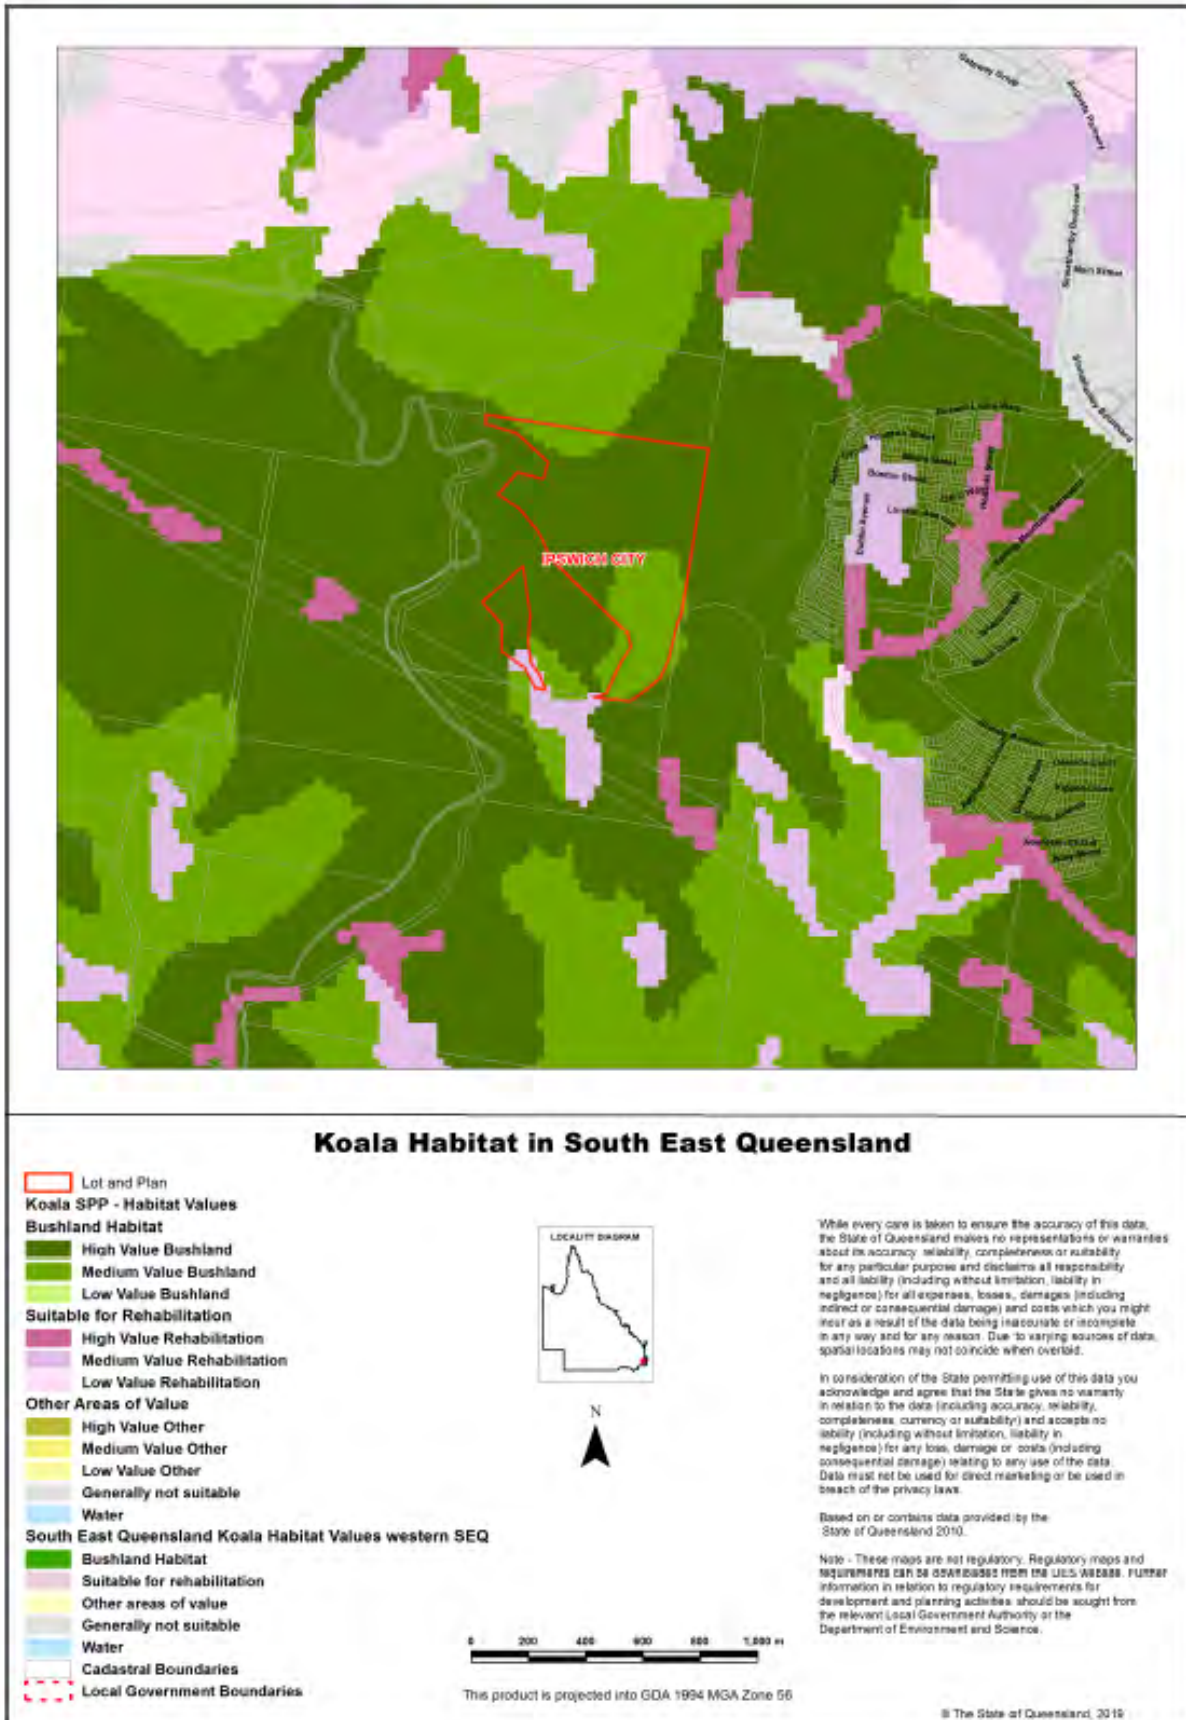 Augusta Parkway
Main Street
IPSWICH CITY
Koala Habitat in South East Queensland
Lot and Plan
Koala SPP - Habitat Values
Bushland Habitat
High Value Bushland
Medium Value Bushland
Low Value Bushland
Suitable for Rehabilitation
High Value Rehabilitation
Medium Value Rehabilitation
Low Value Rehabilitation
Other Areas of Value
High Value Other
Medium Value Other
Low Value Other
Generally not suitable
Water
South East Queensland Koala Habitat Values western SEQ
Bushland Habitat
Suitable for rehabilitation
Other areas of value
Generally not suitable
Water
Cadastral Boundaries
Local Government Boundaries
LOCALITY DIAGRAM
N
0 200 400 600 800 1,000 m
This product is projected into GDA 1994 MGA Zone 56
While every care is taken to ensure the accuracy of this data,
the State of Queensland makes no representations or warranties
about its accuracy, reliability, completeness or suitability
for any particular purpose and disclaims all responsibility
and all liability (including without limitation, liability in
negligence) for all expenses, losses, damages (including
indirect or consequential damage) and costs which you might
incur as a result of the data being inaccurate or incomplete
in any way and for any reason. Due to varying sources of data,
spatial locations may not coincide when overlaid.
In consideration of the State permitting use of this data you
acknowledge and agree that the State gives no warranty
in relation to the data (including accuracy, reliability,
completeness, currency or suitability) and accepts no
liability (including without limitation, liability in
negligence) for any loss, damage or costs (including
consequential damage) relating to any use of the data.
Data must not be used for direct marketing or be used in
breach of the privacy laws.
Based on or contains data provided by the
State of Queensland 2010.
Note - These maps are not regulatory. Regulatory maps and
requirements can be downloaded from the DES website. Further
information in relation to regulatory requirements for
development and planning activities should be sought from
the relevant Local Government Authority or the
Department of Environment and Science.
© The State of Queensland, 2019